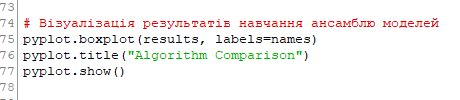 73
74 # Візуалізація результатів навчання ансамблю моделей
75 pyplot.boxplot(results, labels=names)
76 pyplot.title("Algorithm Comparison")
77 pyplot.show()
78